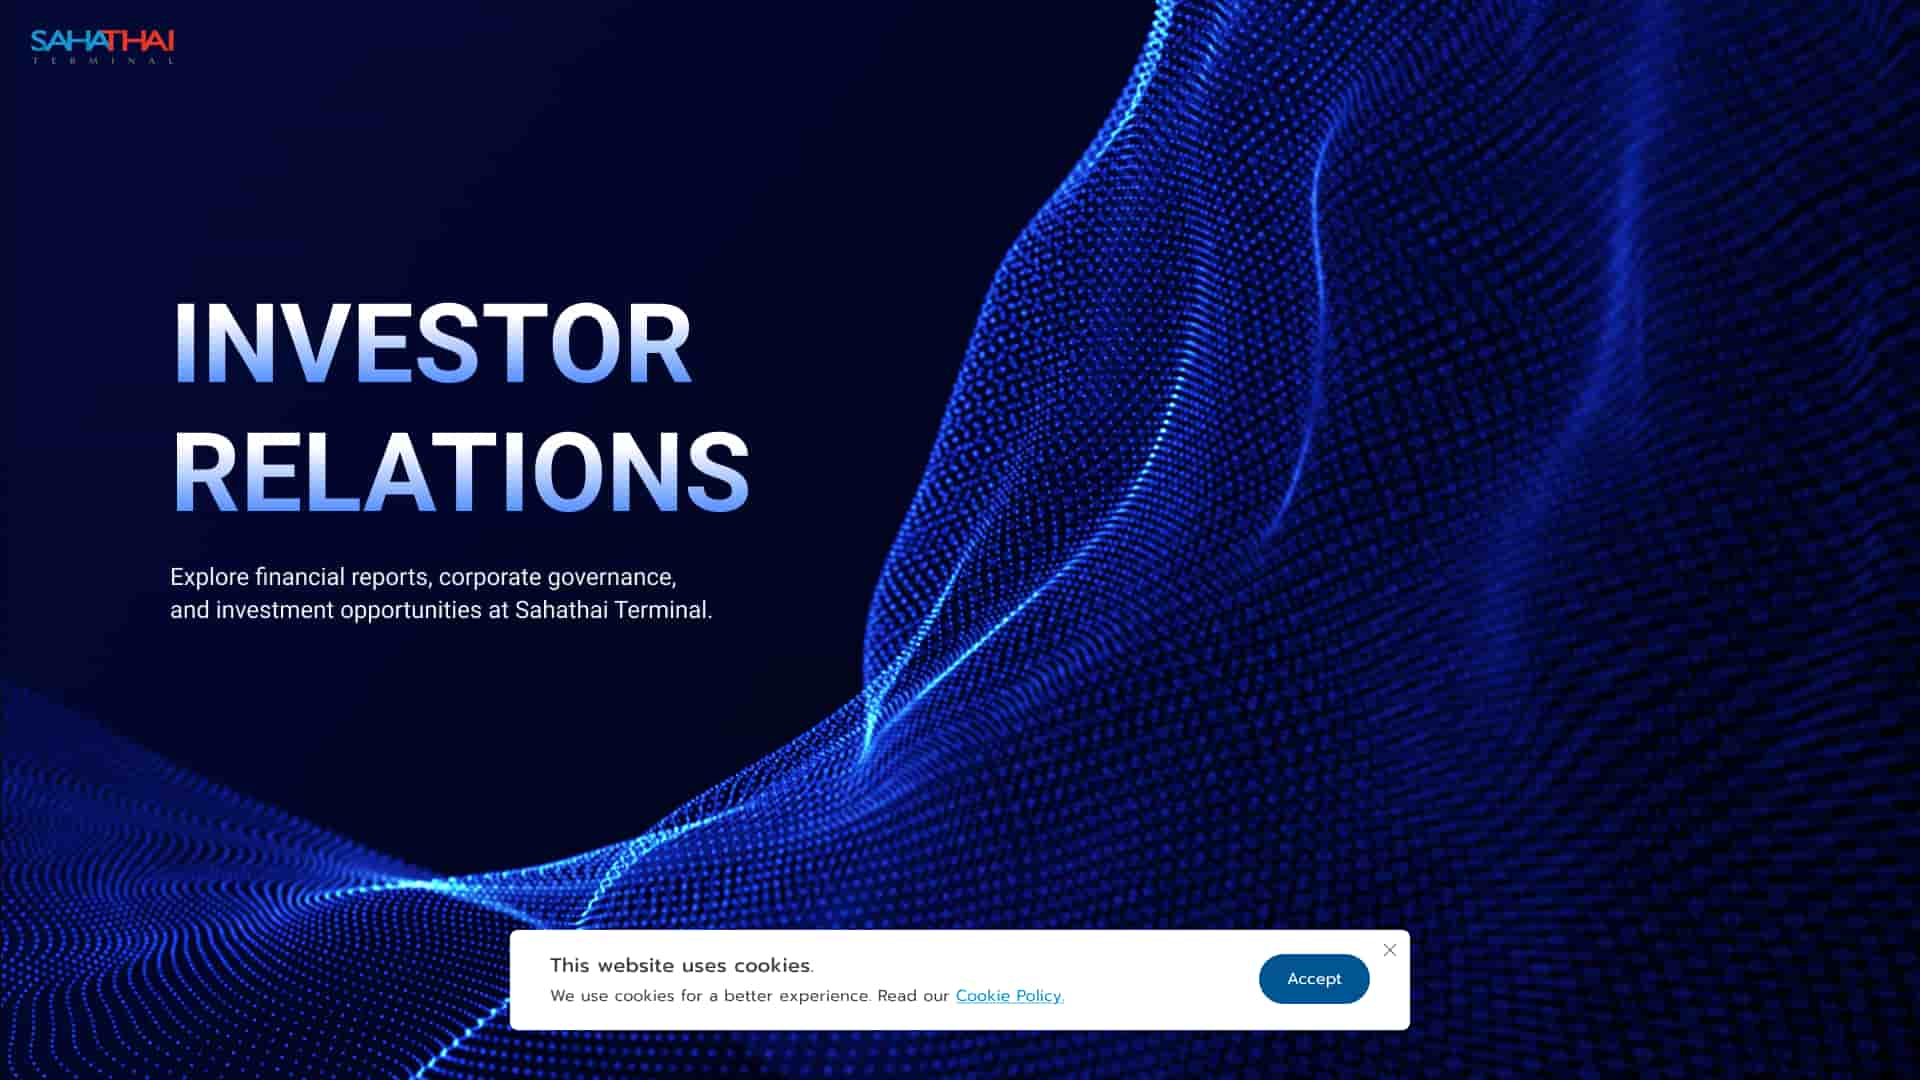 SAHATHAI
TERMINAL
INVESTOR
RELATIONS
Explore financial reports, corporate governance,
and investment opportunities at Sahathai Terminal.
This website uses cookies.
We use cookies for a better experience. Read our Cookie Policy.
Accept